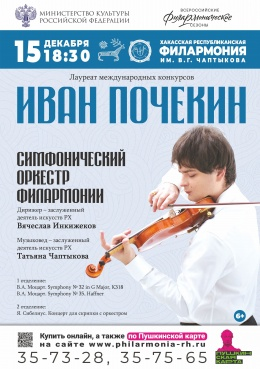 МИНИСТЕРСТВО КУЛЬТУРЫ
РОССИЙСКОЙ ФЕДЕРАЦИИ
ВСЕРОССИЙСКИЕ
Филармонические
СЕЗОНЫ
15 ДЕКАБРЯ
18:30
ХАКАССКАЯ РЕСПУБЛИКАНСКАЯ
ФИЛАРМОНИЯ
ИМ. В.Г. ЧАПТЫКОВА
Лауреат международных конкурсов
ИВАН ПОЧЕКИН
СИМФОНИЧЕСКИЙ
ОРКЕСТР
ФИЛАРМОНИИ
Дирижер – заслуженный
деятель искусств РХ
Вячеслав Инкижеков
Музыковед – заслуженный
деятель искусств РХ
Татьяна Чаптыкова
1 отделение:
В.А. Моцарт. Symphony № 32 in G Major, K318
В.А. Моцарт. Symphony № 35, Haffner
2 отделение:
Я. Сибелиус. Концерт для скрипки с оркестром
6+
Купить онлайн, а также по Пушкинской карте
на сайте www.philarmonia-rh.ru
35-73-28, 35-75-65
ПУШКИН
СКАЯ
КАРТА